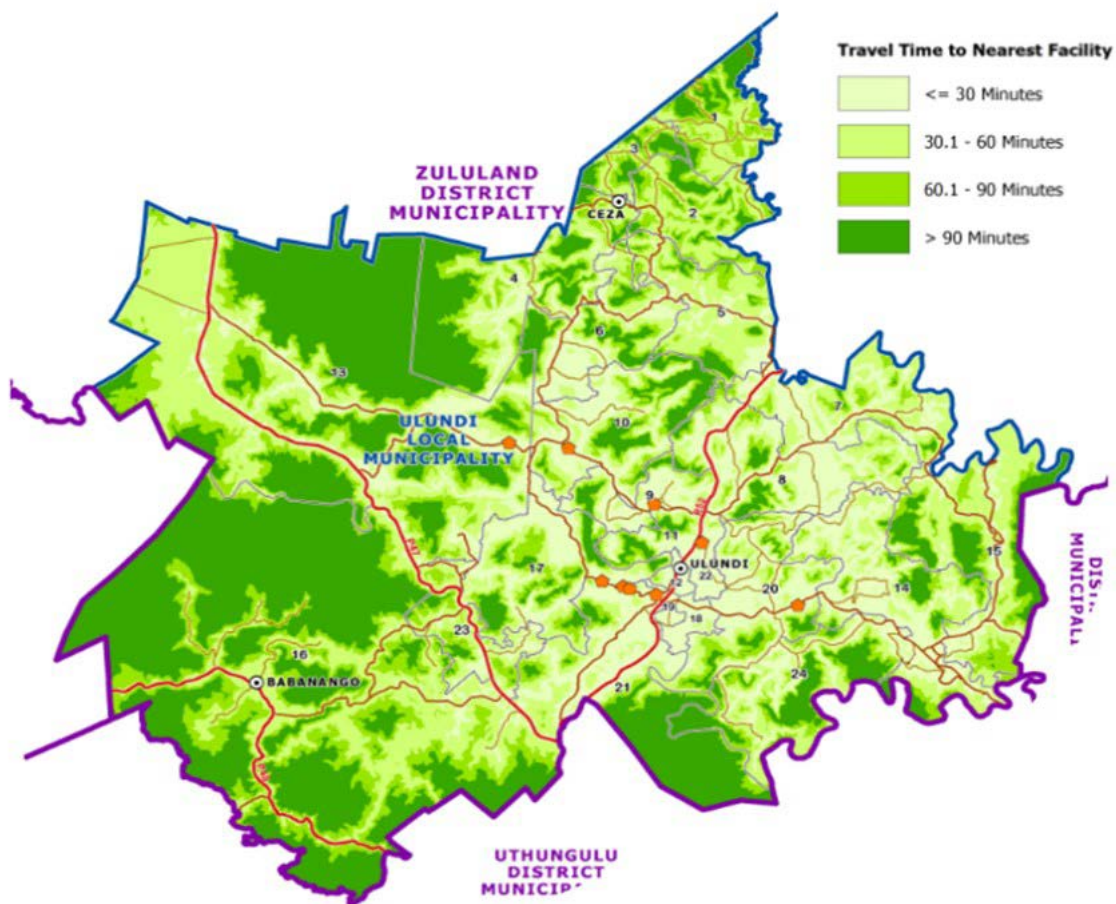 Travel Time to Nearest Facility
<= 30 Minutes
30.1 - 60 Minutes
60.1 - 90 Minutes
> 90 Minutes
ZULULAND
DISTRICT
MUNICIPALITY
1
3
2
CEZA
4
5
6
13
7
10
ULUNDI
LOCAL
MUNICIPALITY
8
9
11
15
17
ULUNDI
22
12
20
14
19
18
23
16
BABANANGO
24
21
UTHUNGULU
DISTRICT